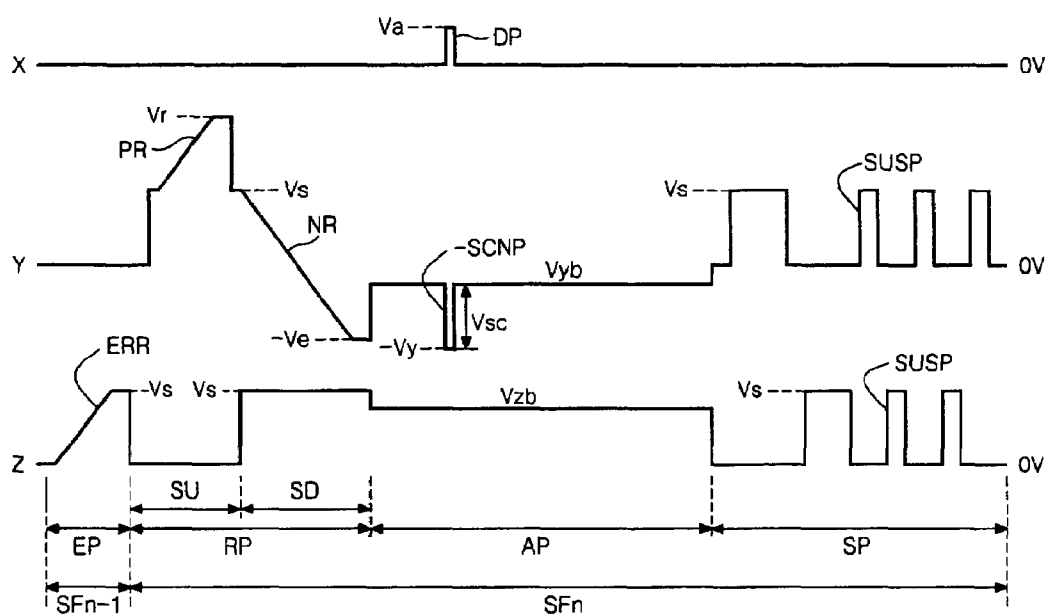 Va
DP
X
0V
Vr
PR
Vs
Vs
SUSP
NR
-SCNP
Y
Vyb
0V
Vsc
-Ve
-Vy
ERR
SUSP
Vs
Vs
Vzb
Vs
Z
0V
SU
SD
EP
RP
AP
SP
SFn-1
SFn